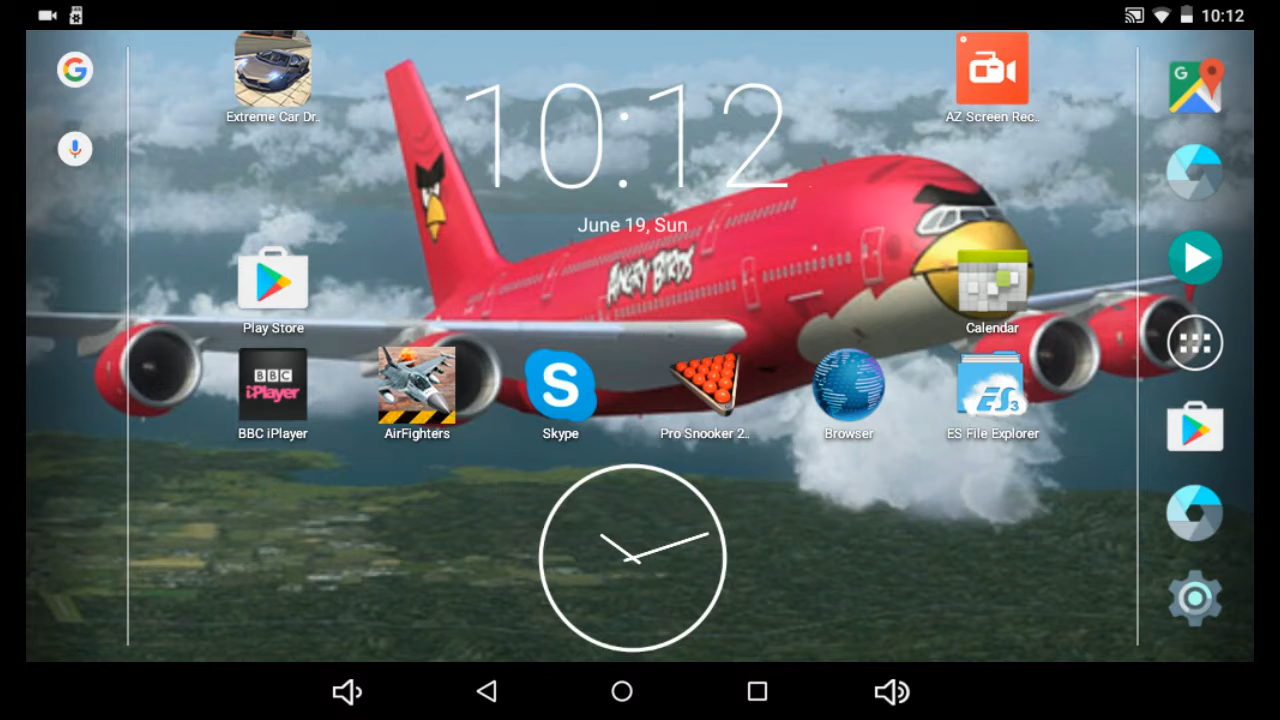 10:12
Extreme Car Dr..
AZ Screen Rec..
10:12
June 19, Sun
ANGRY BIRDS
Play Store
Calendar
BBC
iPlayer
ES3
BBC iPlayer
AirFighters
Skype
Pro Snooker 2..
Browser
ES File Explorer